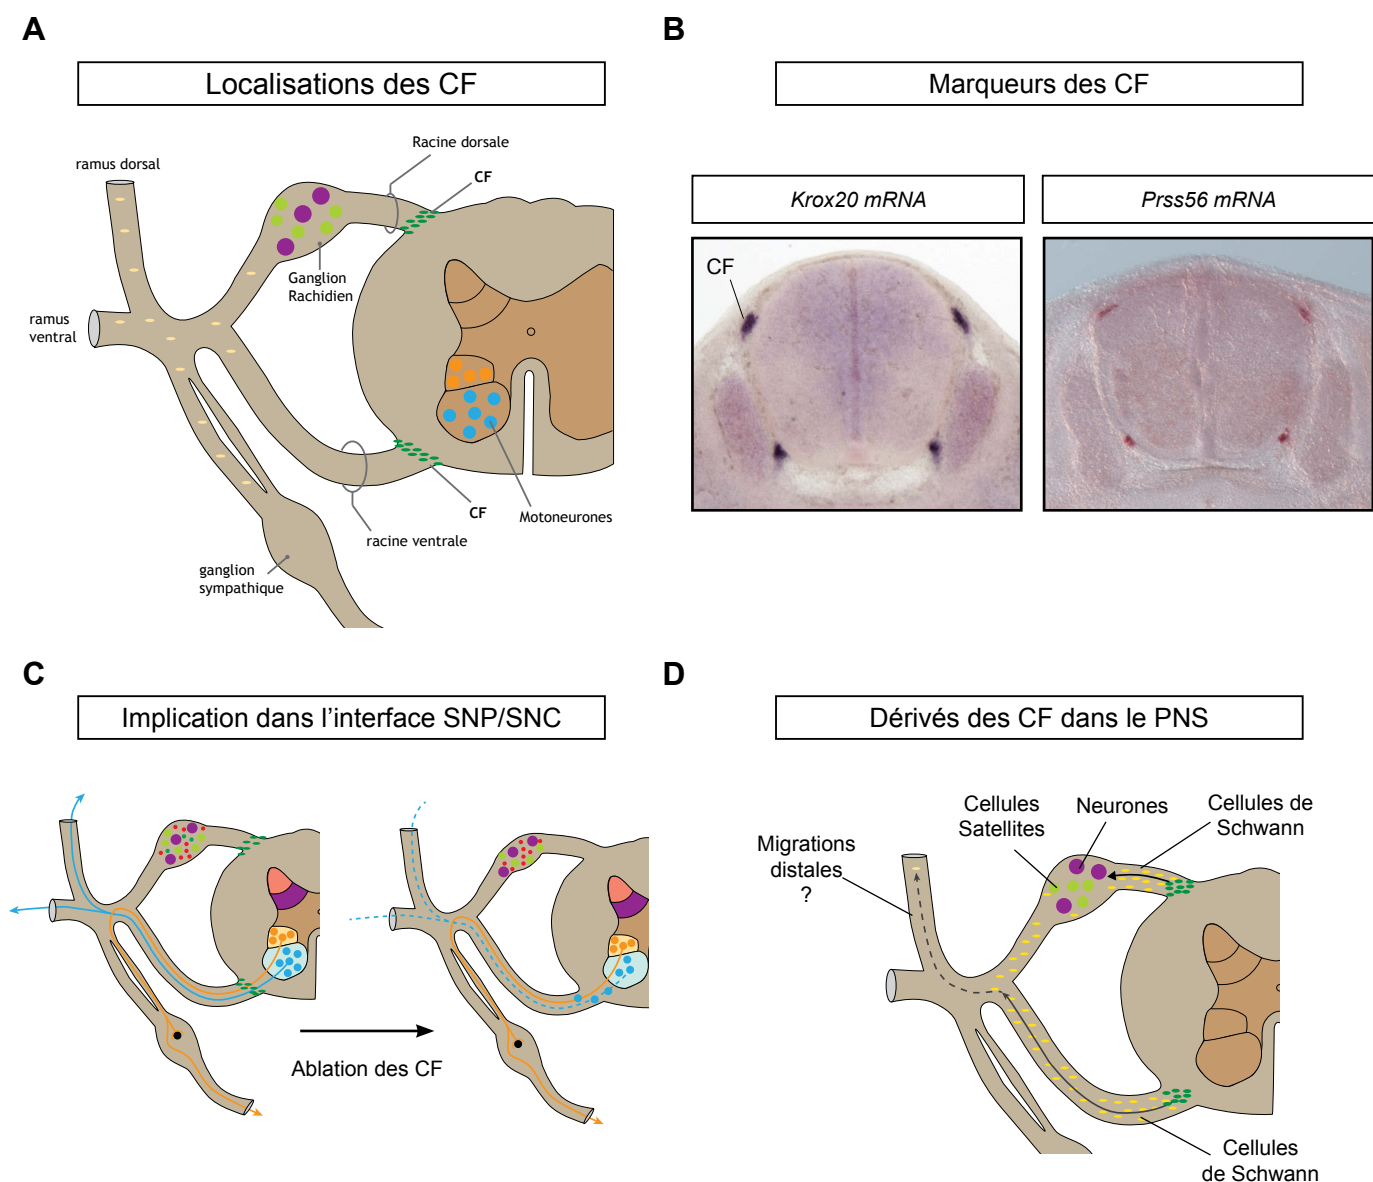 A
Localisations des CF
ramus dorsal
Racine dorsale
CF
Ganglion
Rachidien
ramus
ventral
CF
Motoneurones
racine ventrale
ganglion
sympathique
B
Marqueurs des CF
Krox20 mRNA
Prss56 mRNA
CF
C
Implication dans l'interface SNP/SNC
Ablation des CF
D
Dérivés des CF dans le PNS
Cellules
Satellites
Neurones
Cellules de
Schwann
Migrations
distales
?
Cellules
de Schwann